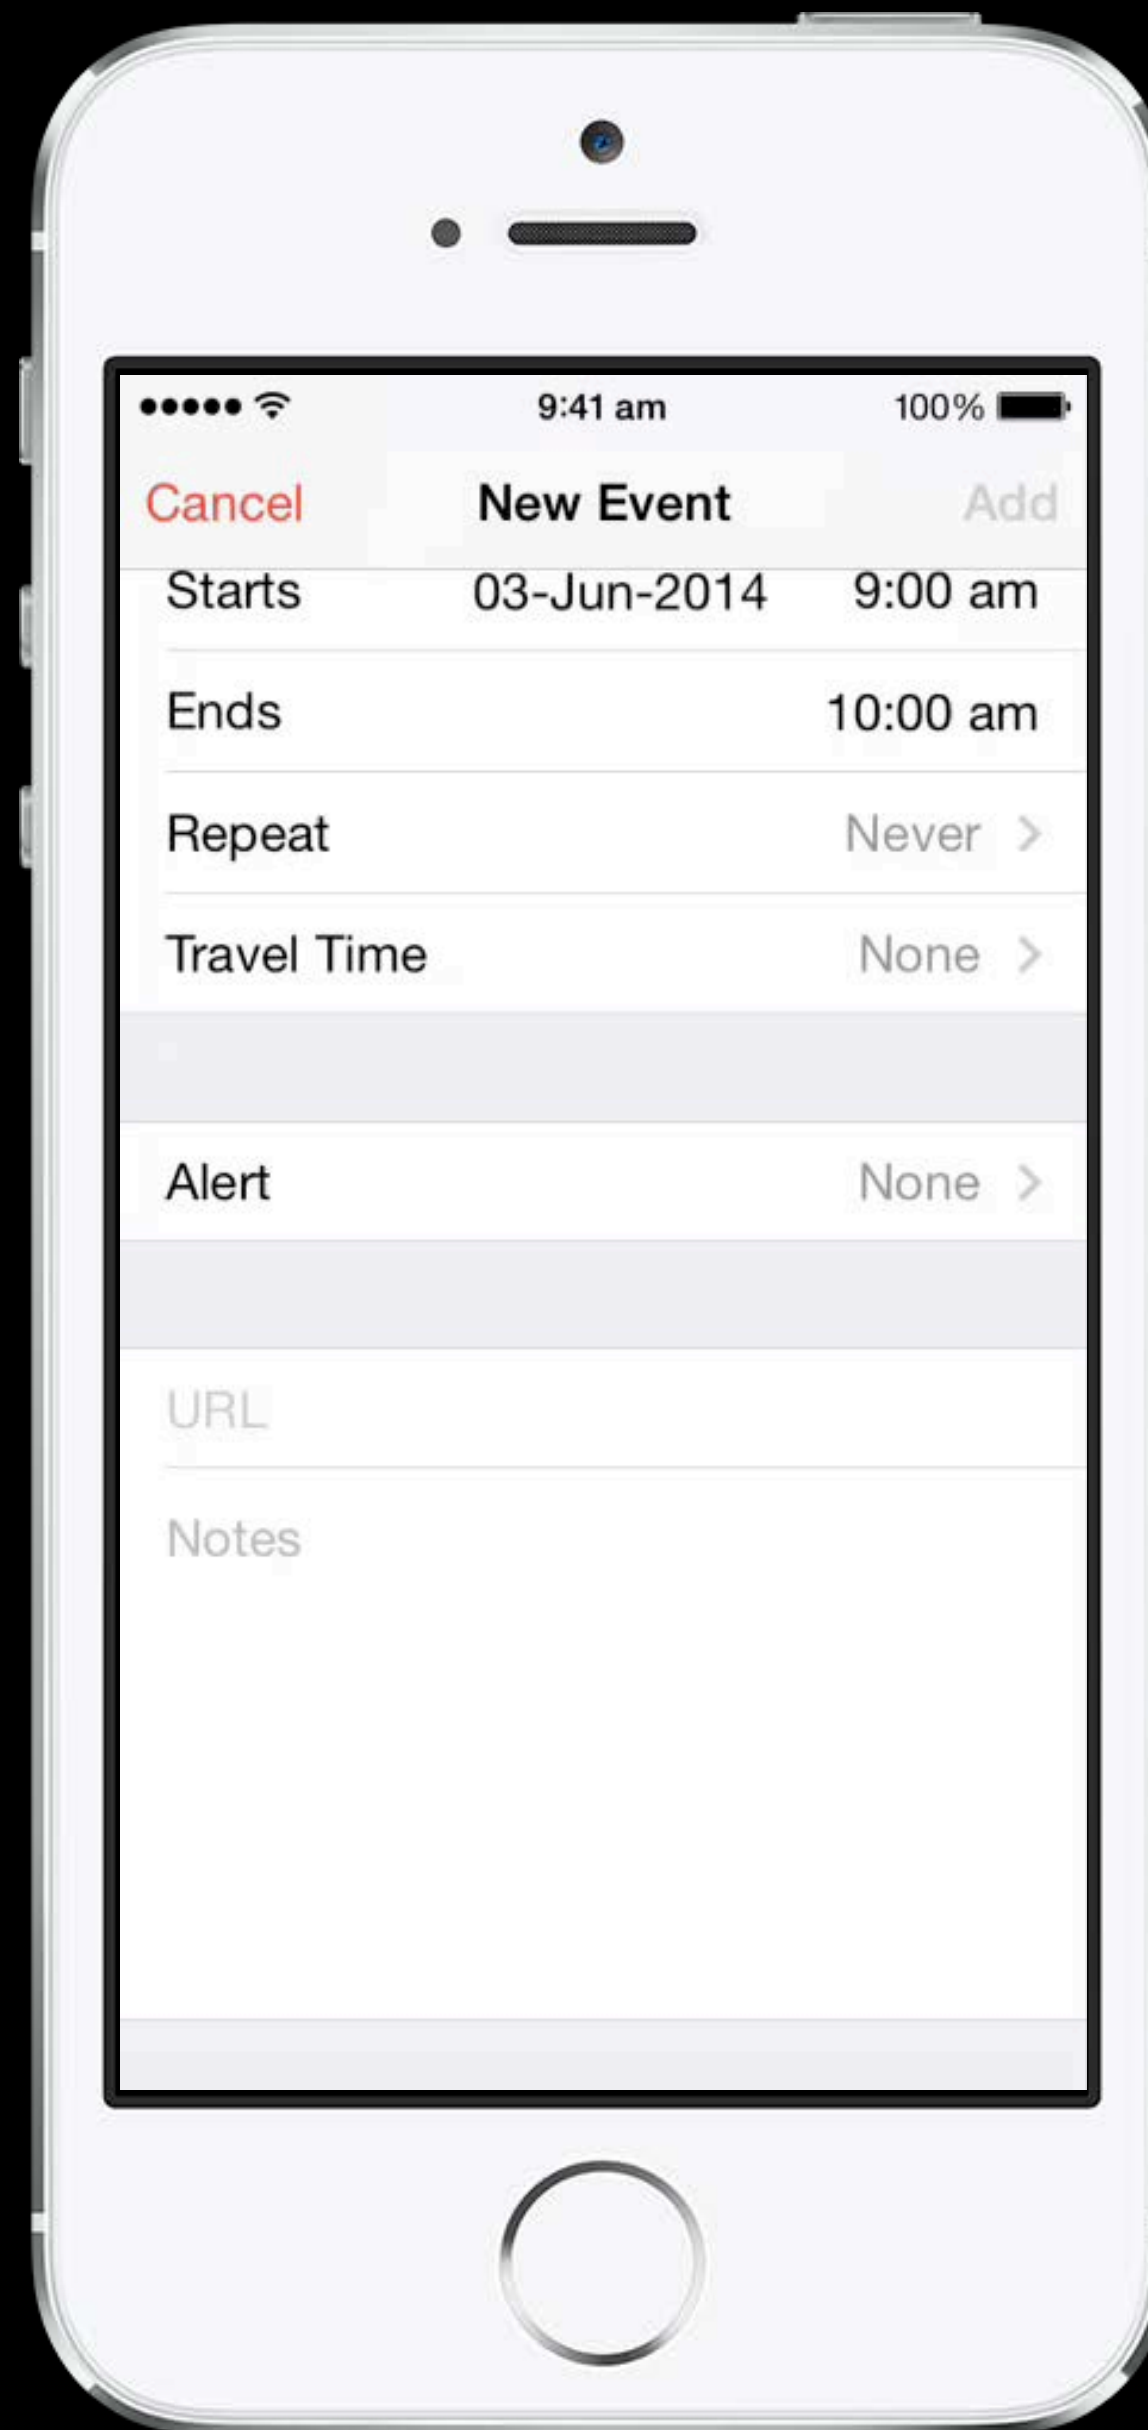 9:41 am 100%
Cancel New Event Add
Starts 03-Jun-2014 9:00 am
Ends 10:00 am
Repeat Never
Travel Time None
Alert None
URL
Notes